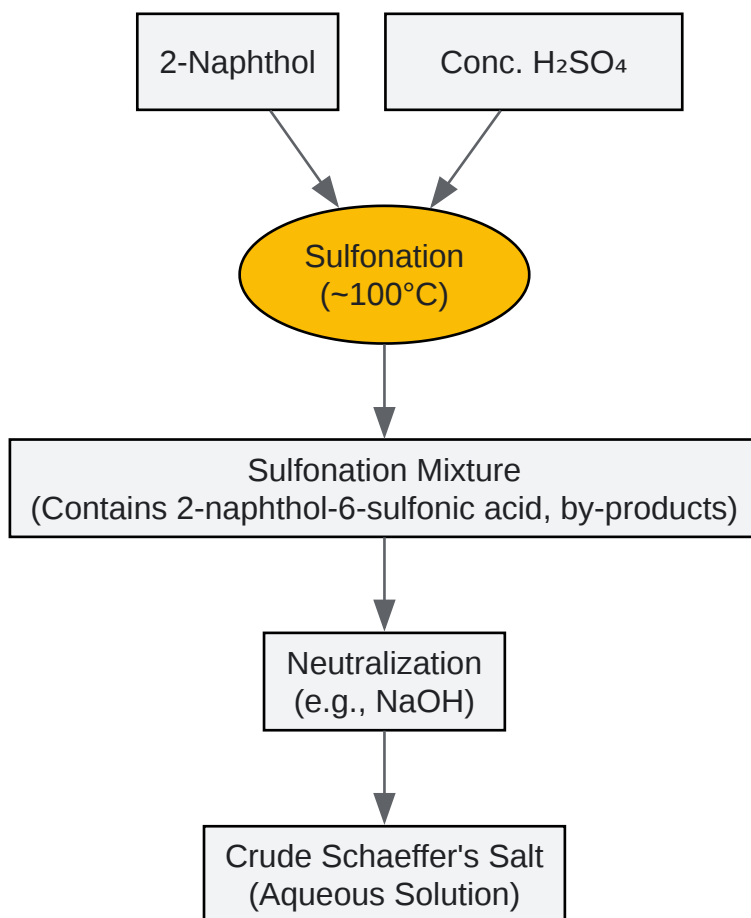 2-Naphthol
Conc. H₂SO₄
Sulfonation
(~100°C)
Sulfonation Mixture
(Contains 2-naphthol-6-sulfonic acid, by-products)
Neutralization
(e.g., NaOH)
Crude Schaeffer's Salt
(Aqueous Solution)